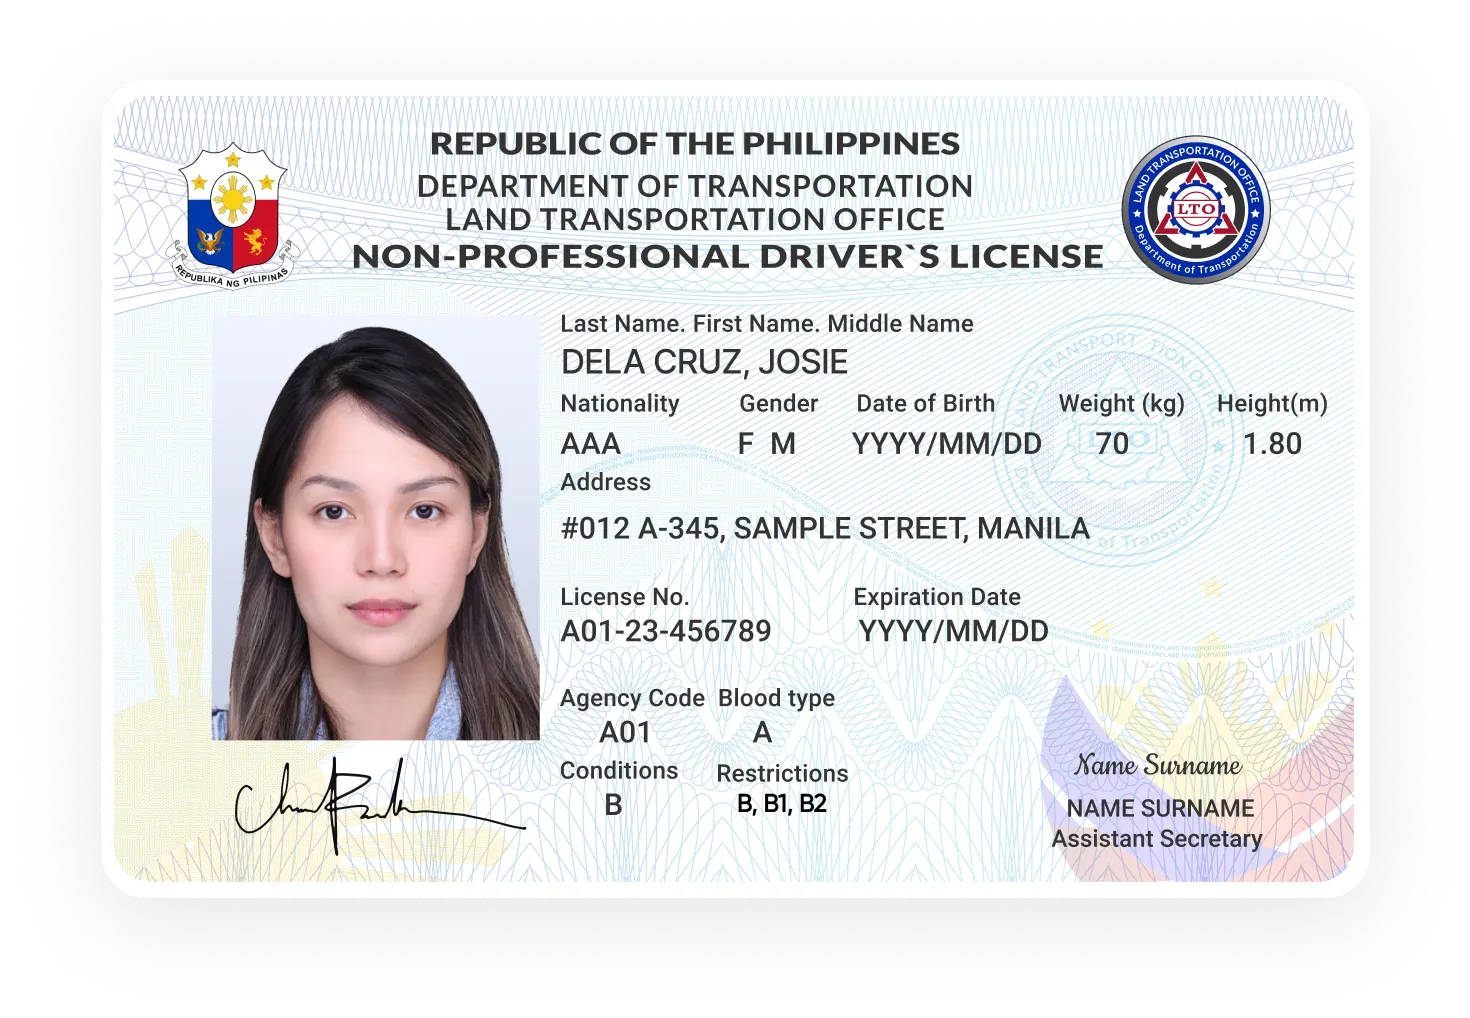 REPUBLIC OF THE PHILIPPINES
DEPARTMENT OF TRANSPORTATION
LAND TRANSPORTATION OFFICE
NON-PROFESSIONAL DRIVER`S LICENSE
REPUBLIKA NG PILIPINAS
LAND TRANSPORTATION OFFICE
LTO
Department of Transportation
Last Name. First Name. Middle Name
DELA CRUZ, JOSIE
Nationality Gender Date of Birth Weight (kg) Height(m)
AAA F M YYYY/MM/DD 70 1.80
Address
#012 A-345, SAMPLE STREET, MANILA
License No. Expiration Date
A01-23-456789 YYYY/MM/DD
Agency Code Blood type
A01 A
Conditions Restrictions
B B, B1, B2
Name Surname
NAME SURNAME
Assistant Secretary